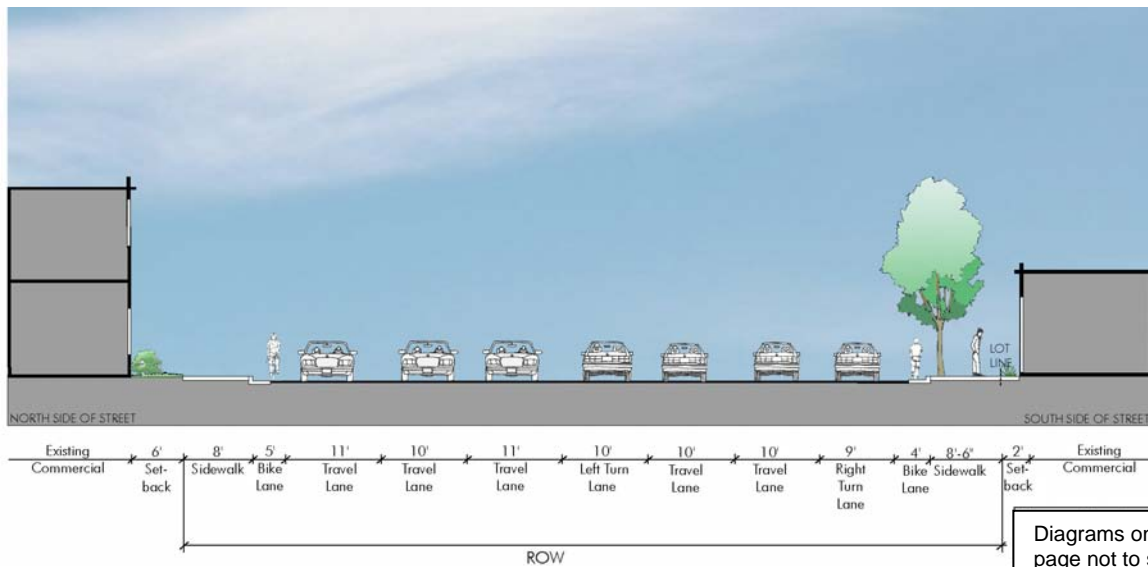 LOT
LINE
NORTH SIDE OF STREET
SOUTH SIDE OF STREET
Existing
Commercial
6'
Set-
back
8'
Sidewalk
5'
Bike
Lane
11'
Travel
Lane
10'
Travel
Lane
11'
Travel
Lane
10'
Left Turn
Lane
10'
Travel
Lane
10'
Travel
Lane
9'
Right
Turn
Lane
4'
Bike
Lane
8'-6"
Sidewalk
2'
Set-
back
Existing
Commercial
ROW
Diagrams
page not to